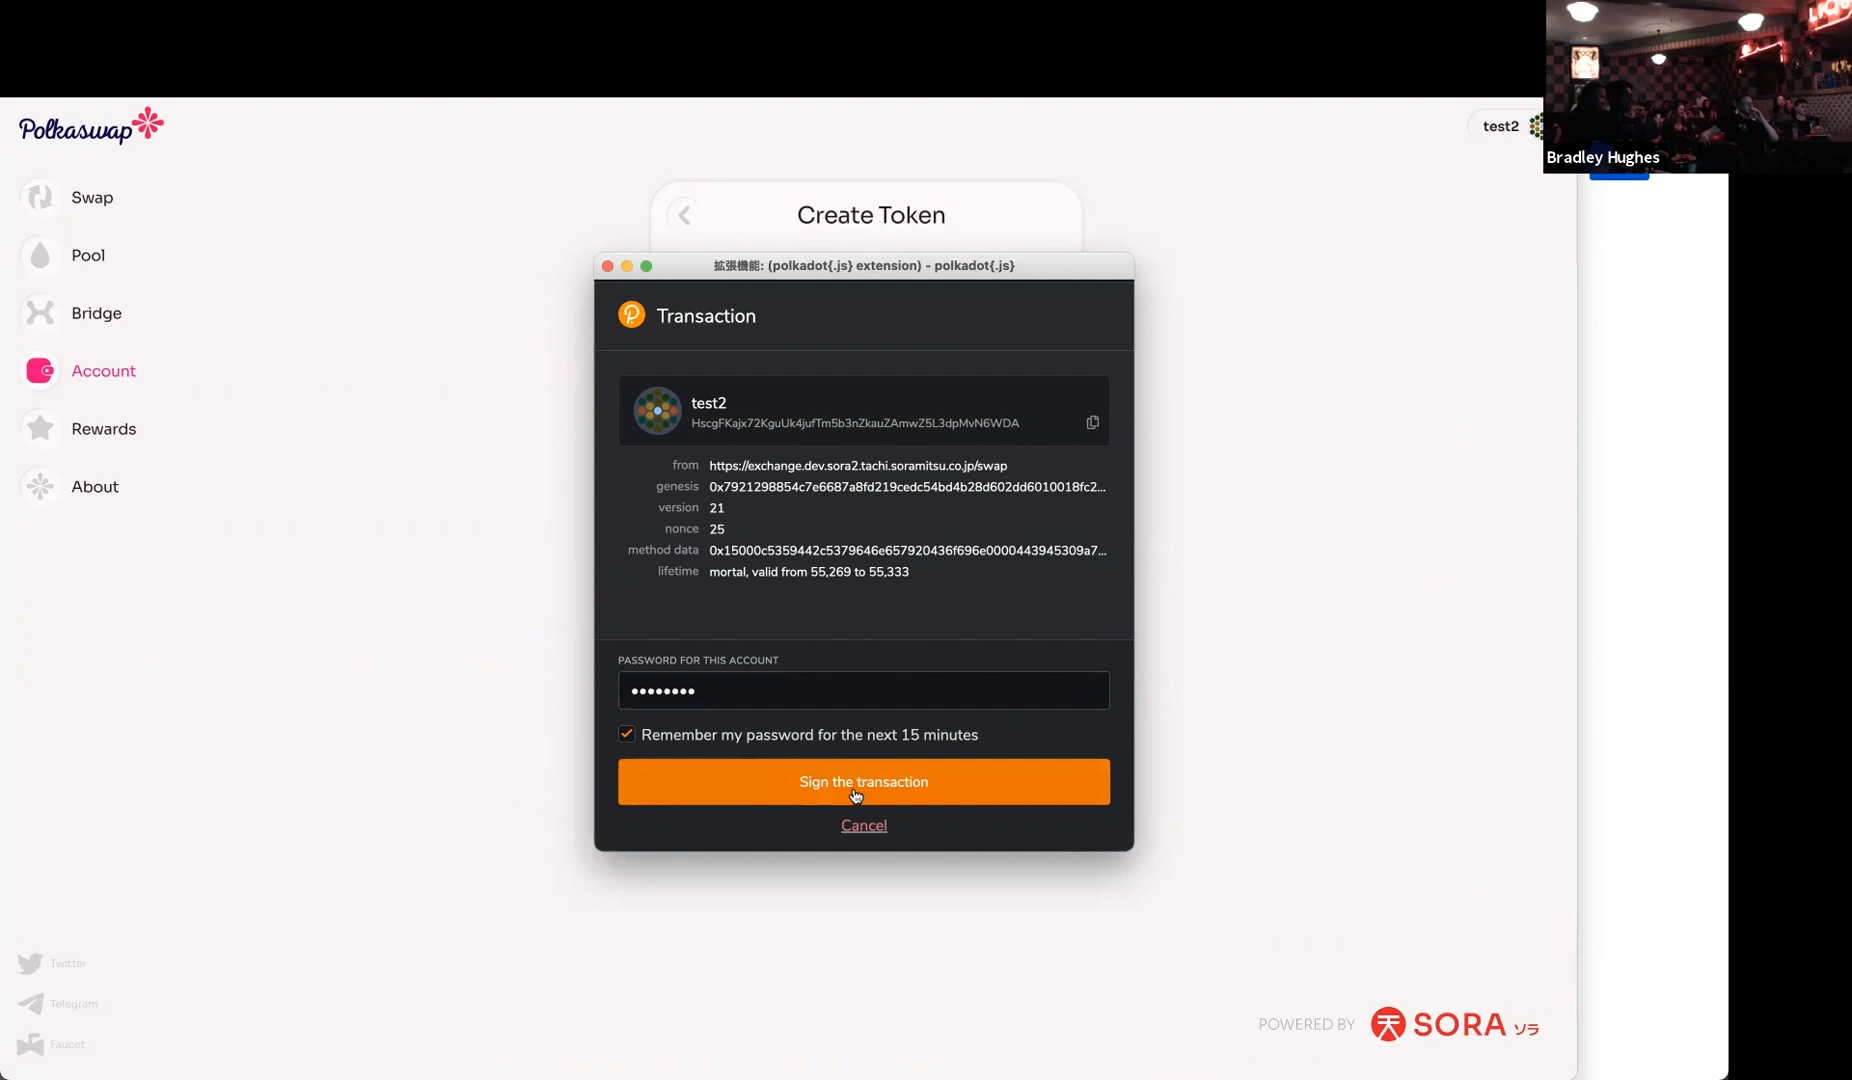 Polkaswap
test2
Bradley Hughes
Swap
Pool
Bridge
Account
Rewards
About
Create Token
拡張機能: (polkadot{.js} extension) - polkadot{.js}
Transaction
test2
HscgFKajx72KguUk4jufTm5b3nZkauZAmwZ5L3dpMvN6WDA
from https://exchange.dev.sora2.tachi.soramitsu.co.jp/swap
genesis 0x7921298854c7e6687a8fd219cedc54bd4b28d602dd6010018fc2...
version 21
nonce 25
method data 0x15000c5359442c5379646e657920436f696e0000443945309a7...
lifetime mortal, valid from 55,269 to 55,333
PASSWORD FOR THIS ACCOUNT
••••••••
Remember my password for the next 15 minutes
Sign the transaction
Cancel
Twitter
Telegram
Faucet
POWERED BY SORA ソラ